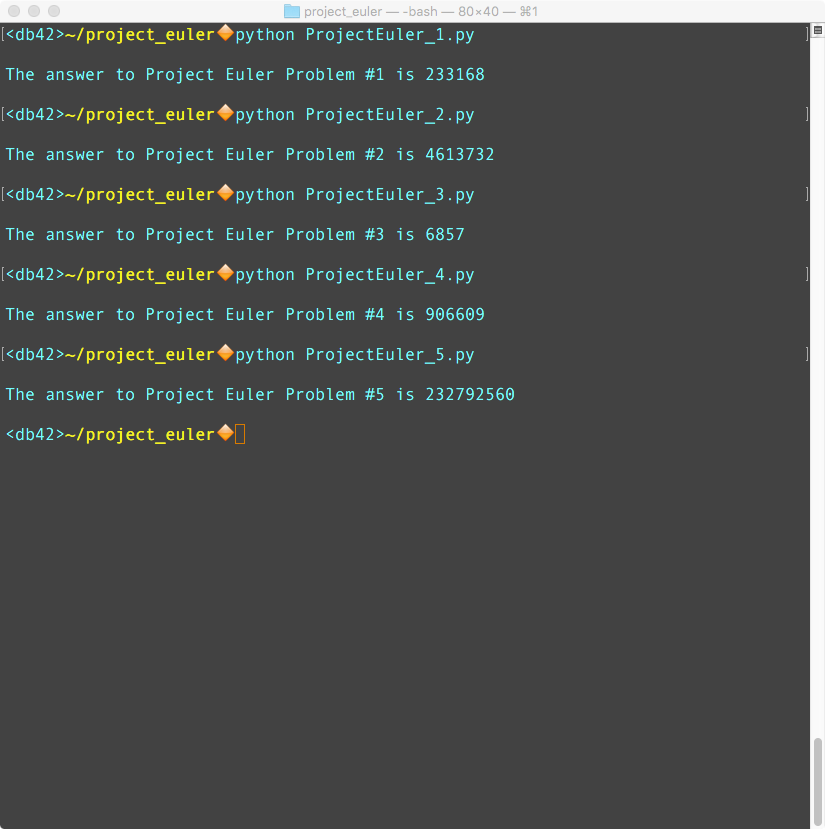 project_euler — -bash — 80×40 — ⌘1
<db42>~/project_euler🔶python ProjectEuler_1.py
The answer to Project Euler Problem #1 is 233168
<db42>~/project_euler🔶python ProjectEuler_2.py
The answer to Project Euler Problem #2 is 4613732
<db42>~/project_euler🔶python ProjectEuler_3.py
The answer to Project Euler Problem #3 is 6857
<db42>~/project_euler🔶python ProjectEuler_4.py
The answer to Project Euler Problem #4 is 906609
<db42>~/project_euler🔶python ProjectEuler_5.py
The answer to Project Euler Problem #5 is 232792560
<db42>~/project_euler🔶